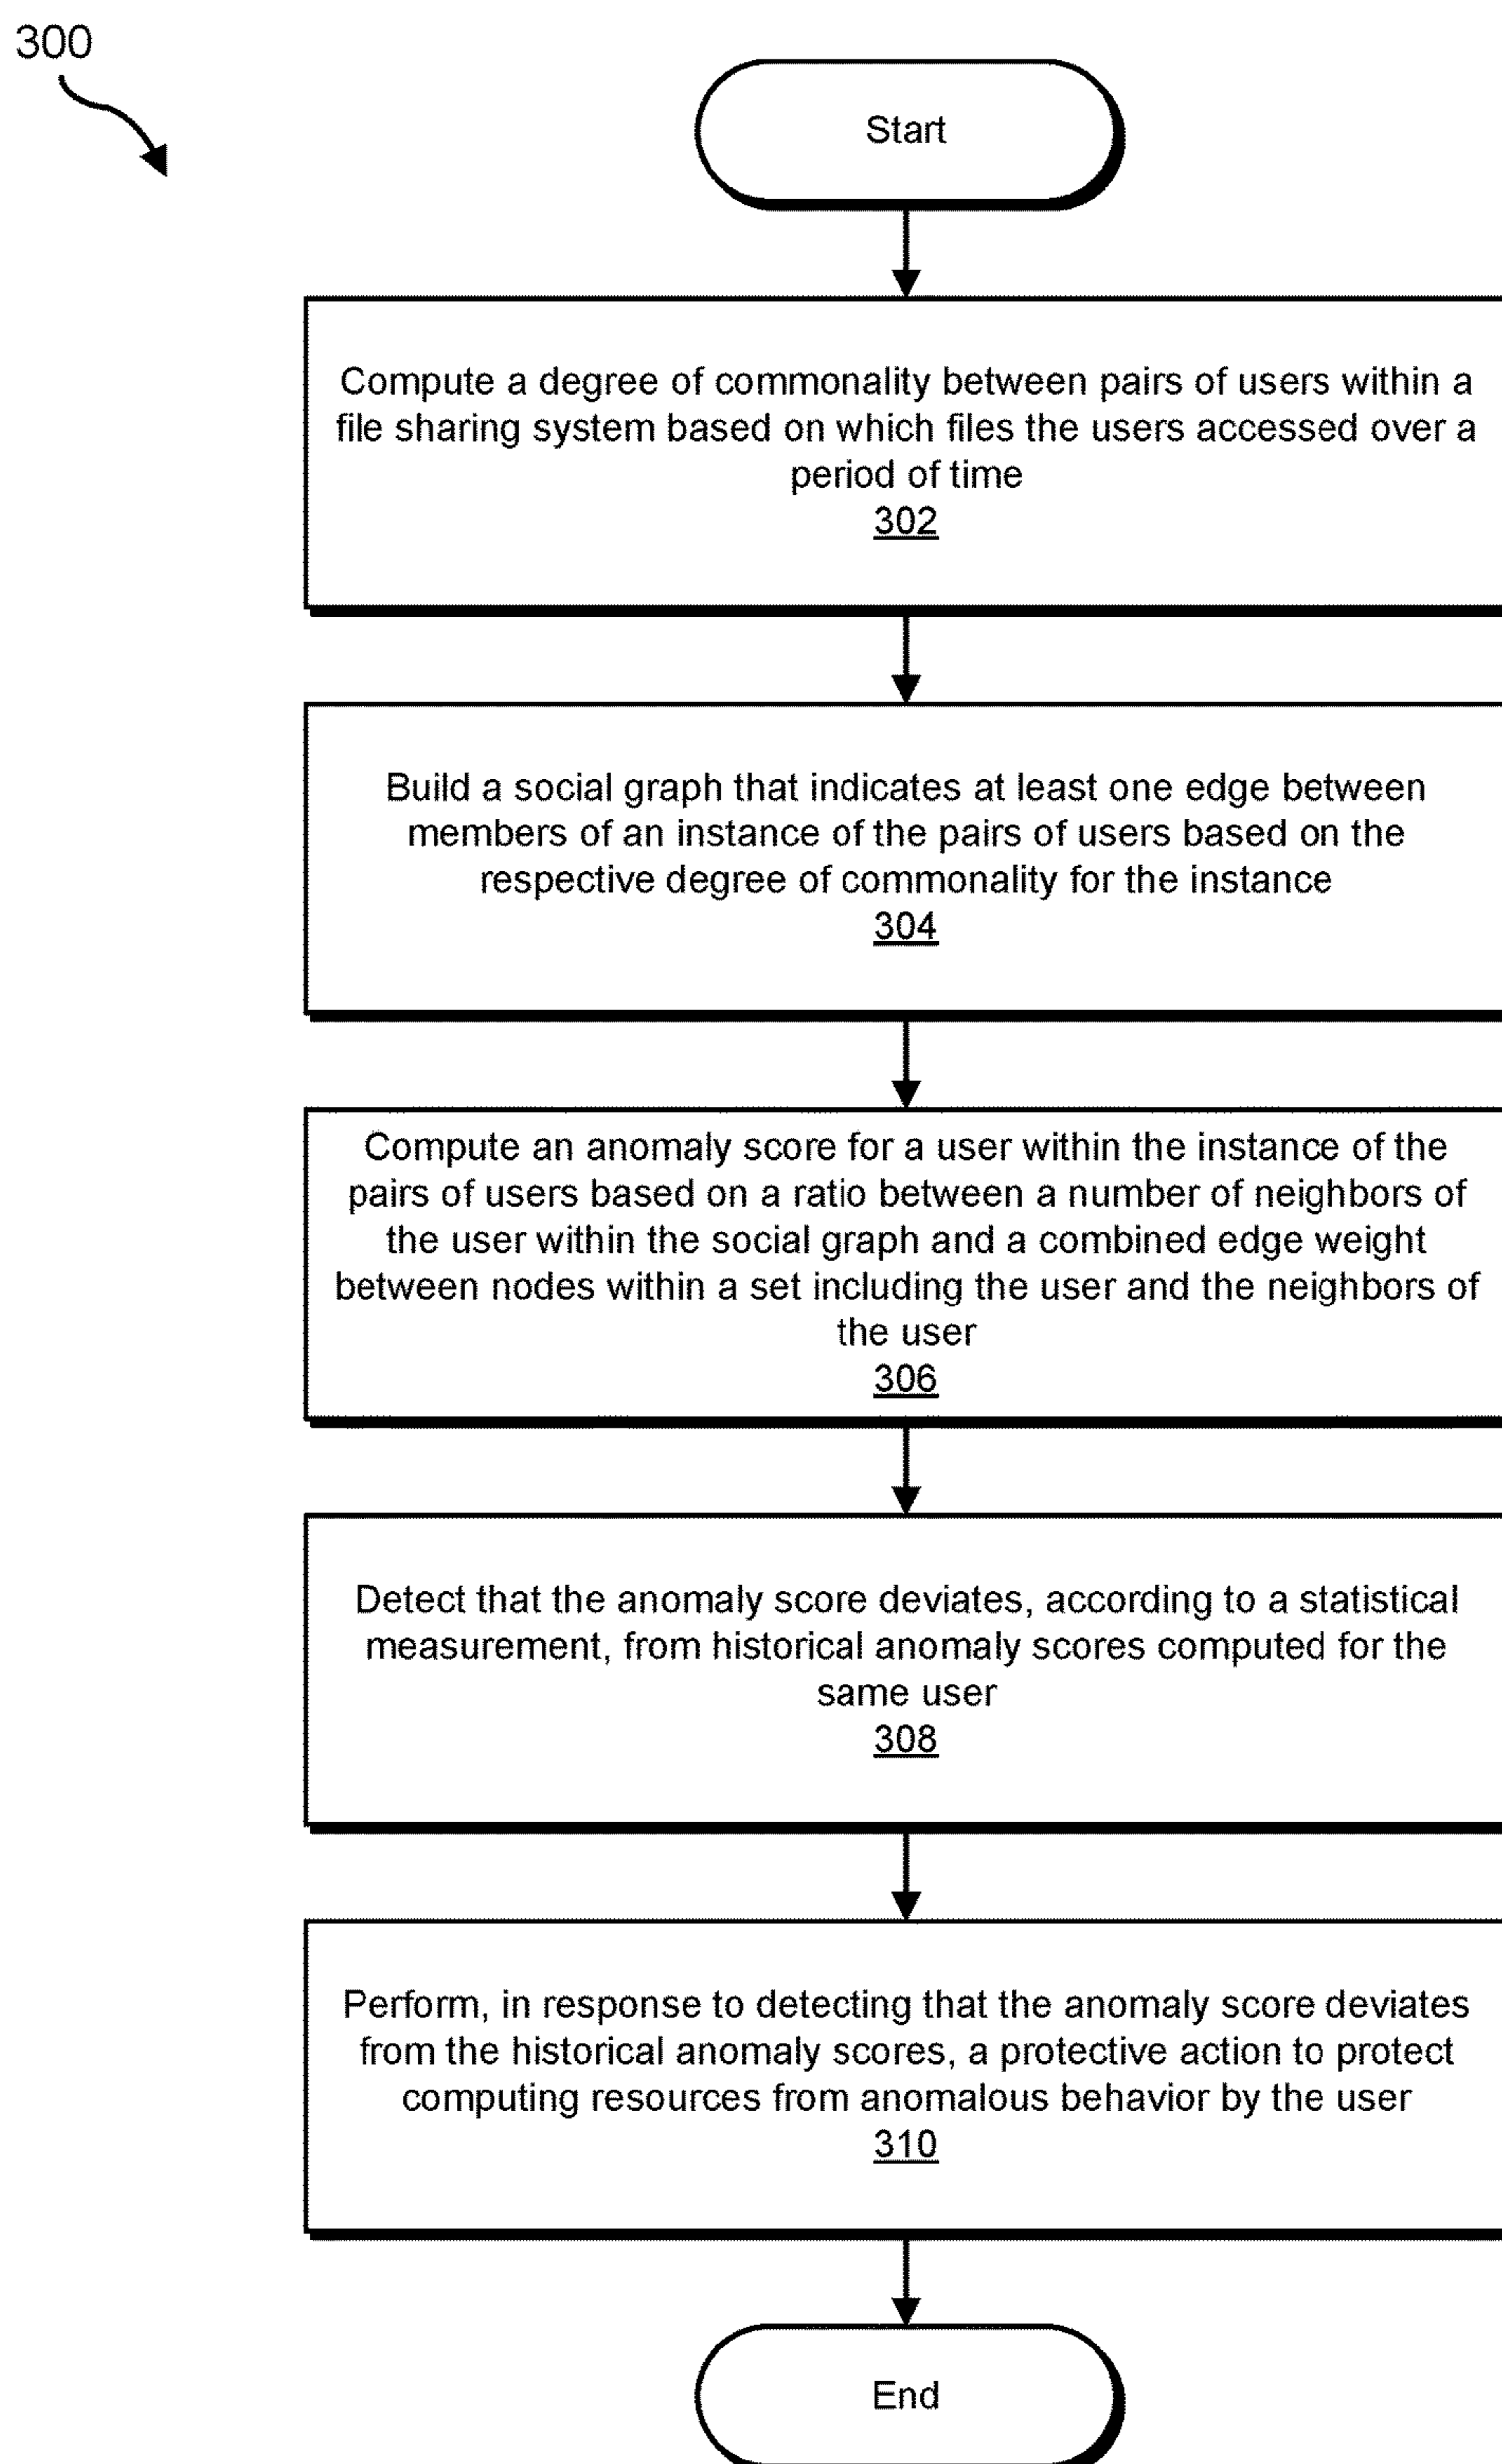 300
Start
Compute a degree of commonality between pairs of users within a
file sharing system based on which files the users accessed over a
period of time
302
Build a social graph that indicates at least one edge between
members of an instance of the pairs of users based on the
respective degree of commonality for the instance
304
Compute an anomaly score for a user within the instance of the
pairs of users based on a ratio between a number of neighbors of
the user within the social graph and a combined edge weight
between nodes within a set including the user and the neighbors of
the user
306
Detect that the anomaly score deviates, according to a statistical
measurement, from historical anomaly scores computed for the
same user
308
Perform, in response to detecting that the anomaly score deviates
from the historical anomaly scores, a protective action to protect
computing resources from anomalous behavior by the user
310
End